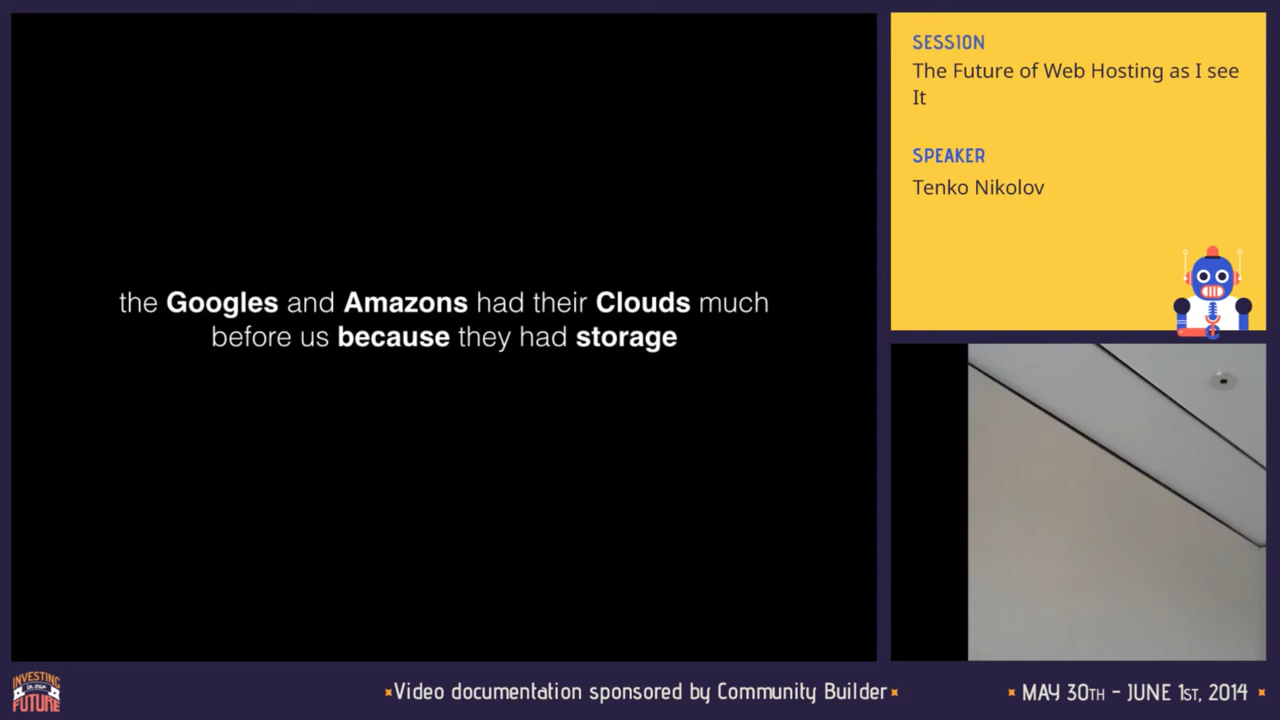 the Googles and Amazons had their Clouds much
before us because they had storage
SESSION
The Future of Web Hosting as I see
It
SPEAKER
Tenko Nikolov
INVESTING
IN OUR
FUTURE
Video documentation sponsored by Community Builder
MAY 30TH - JUNE 1ST, 2014